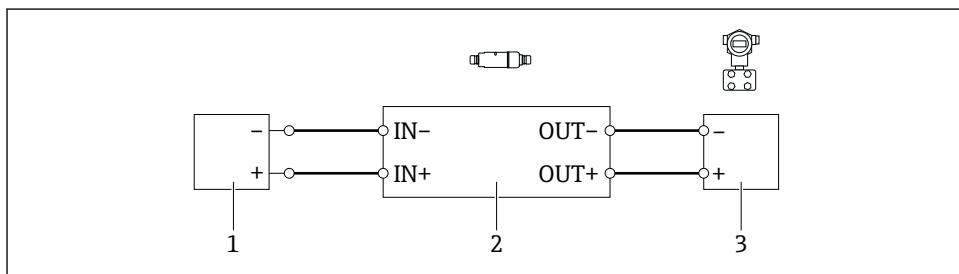 − IN− OUT− −
+ IN+ OUT+ +
1 2 3